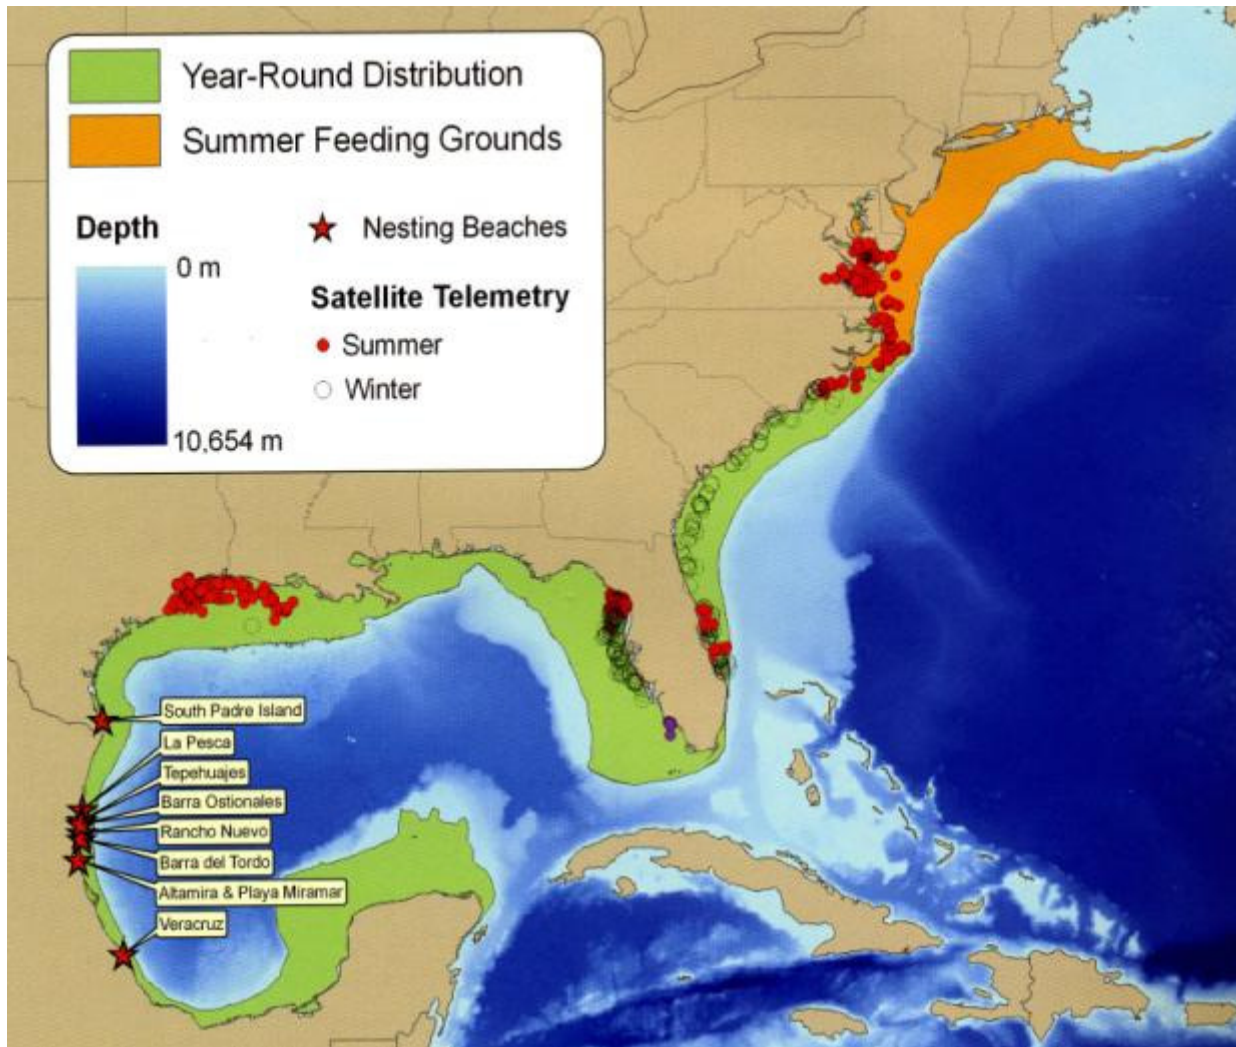 Year-Round Distribution
Summer Feeding Grounds
Depth
0 m
10,654 m
Nesting Beaches
Satellite Telemetry
Summer
Winter
South Padre Island
La Pesca
Tepehuajes
Barra Ostionales
Rancho Nuevo
Barra del Tordo
Altamira & Playa Miramar
Veracruz